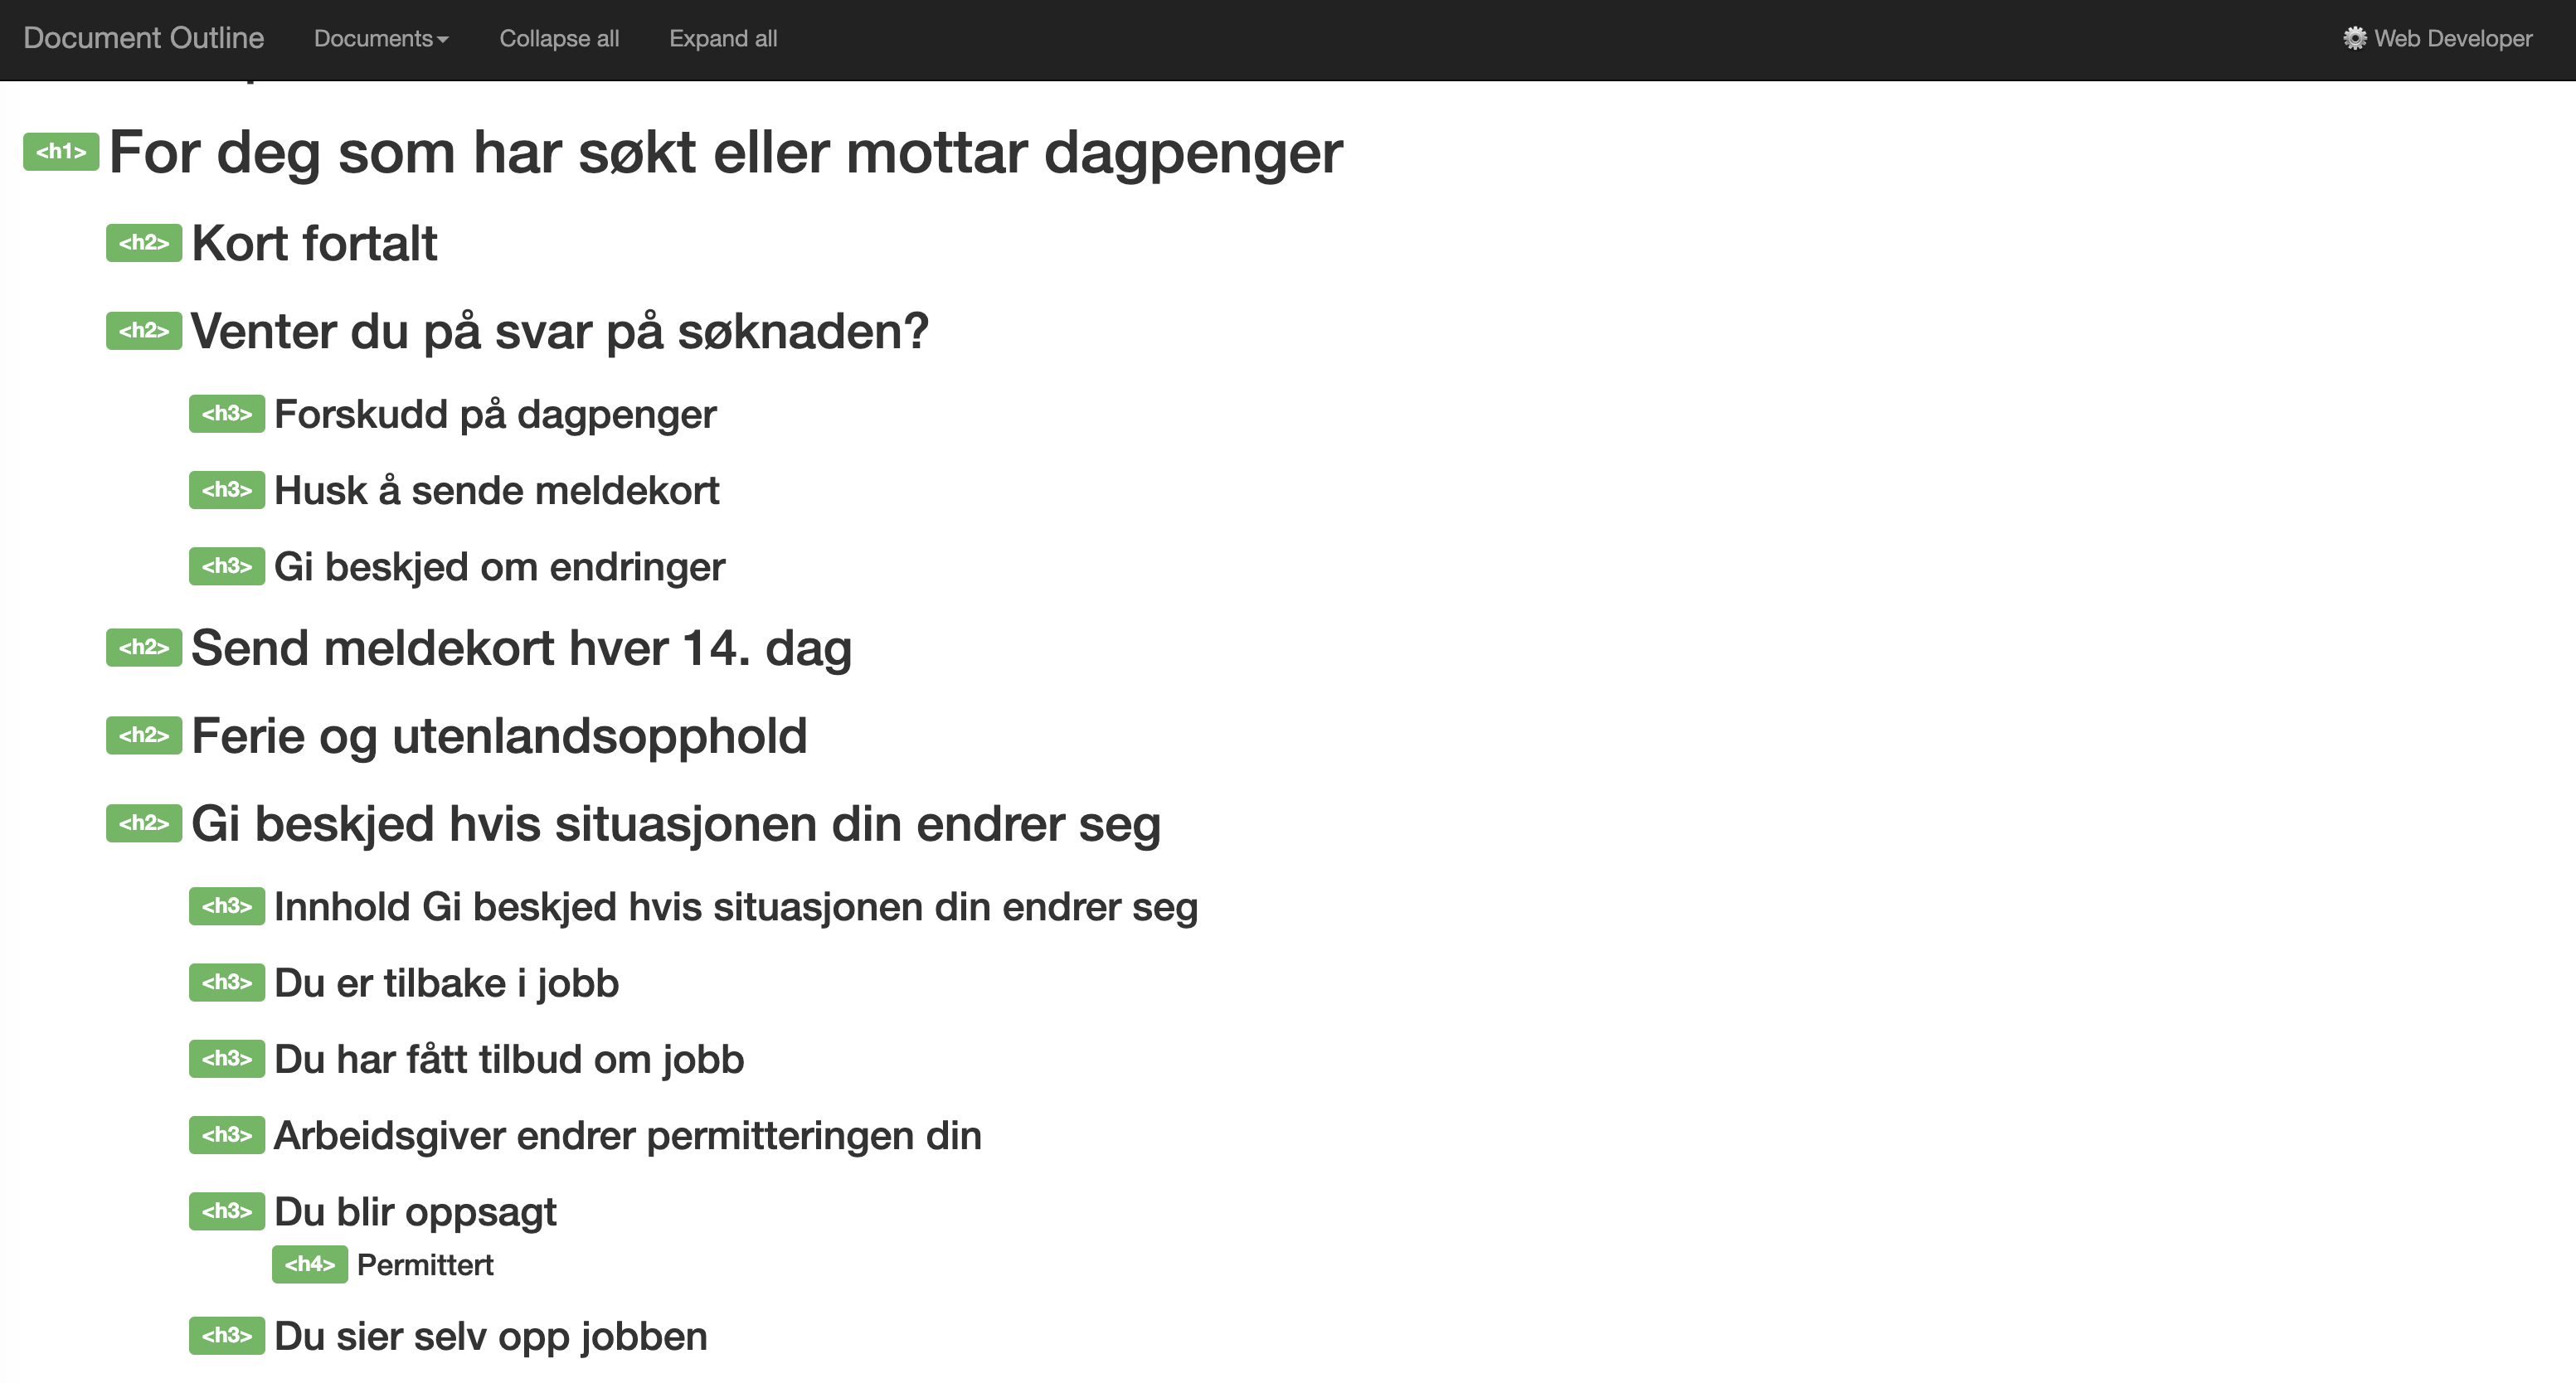 Document Outline Documents Collapse all Expand all Web Developer
<h1> For deg som har søkt eller mottar dagpenger
<h2> Kort fortalt
<h2> Venter du på svar på søknaden?
<h3> Forskudd på dagpenger
<h3> Husk å sende meldekort
<h3> Gi beskjed om endringer
<h2> Send meldekort hver 14. dag
<h2> Ferie og utenlandsopphold
<h2> Gi beskjed hvis situasjonen din endrer seg
<h3> Innhold Gi beskjed hvis situasjonen din endrer seg
<h3> Du er tilbake i jobb
<h3> Du har fått tilbud om jobb
<h3> Arbeidsgiver endrer permitteringen din
<h3> Du blir oppsagt
<h4> Permittert
<h3> Du sier selv opp jobben